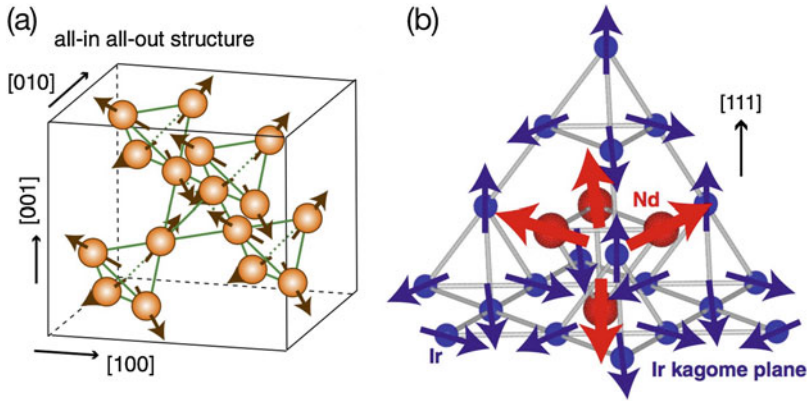 (a)
all-in all-out structure
[010]
[001]
[100]
(b)
[111]
Nd
Ir
Ir kagome plane